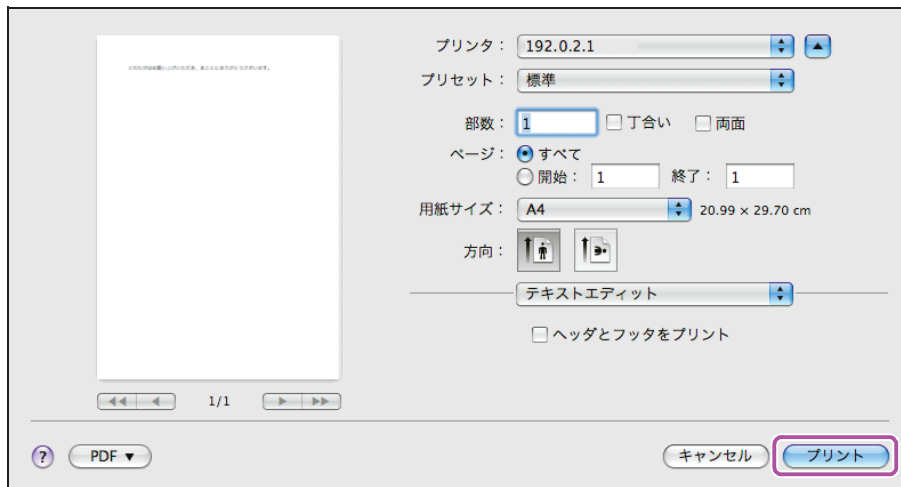 プリンタ： 192.0.2.1
プリセット： 標準
部数： 1 丁合い 両面
ページ： すべて
開始： 1 終了： 1
用紙サイズ： A4 20.99 × 29.70 cm
方向：
テキストエディット
ヘッダとフッタをプリント
1/1
? PDF ▼ キャンセル プリント